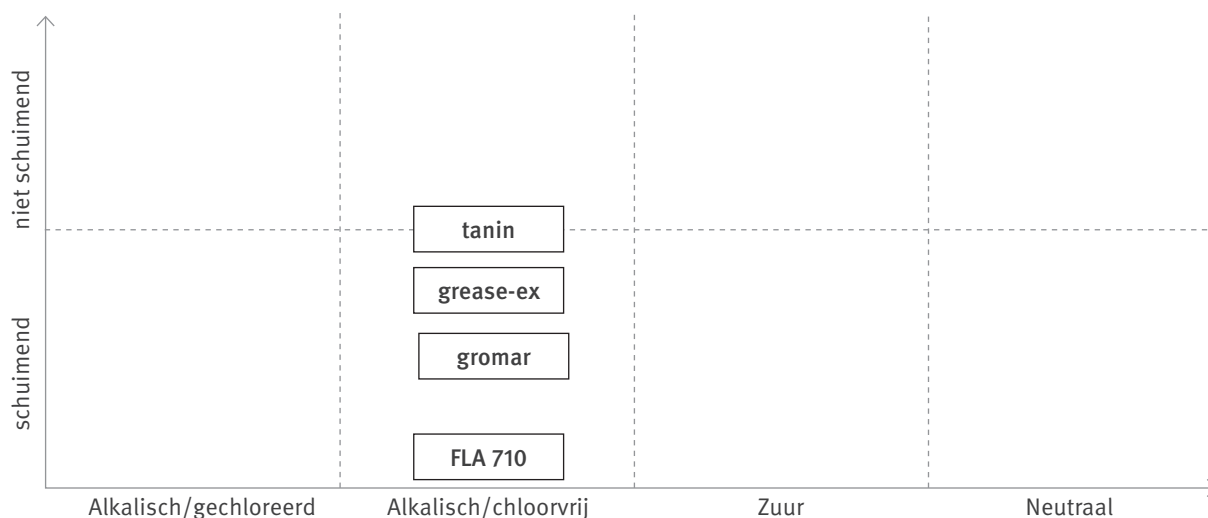 niet schuimend
schuimend
tanin
grease-ex
gromar
FLA 710
Alkalisch/gechloreerd
Alkalisch/chloorvrij
Zuur
Neutraal